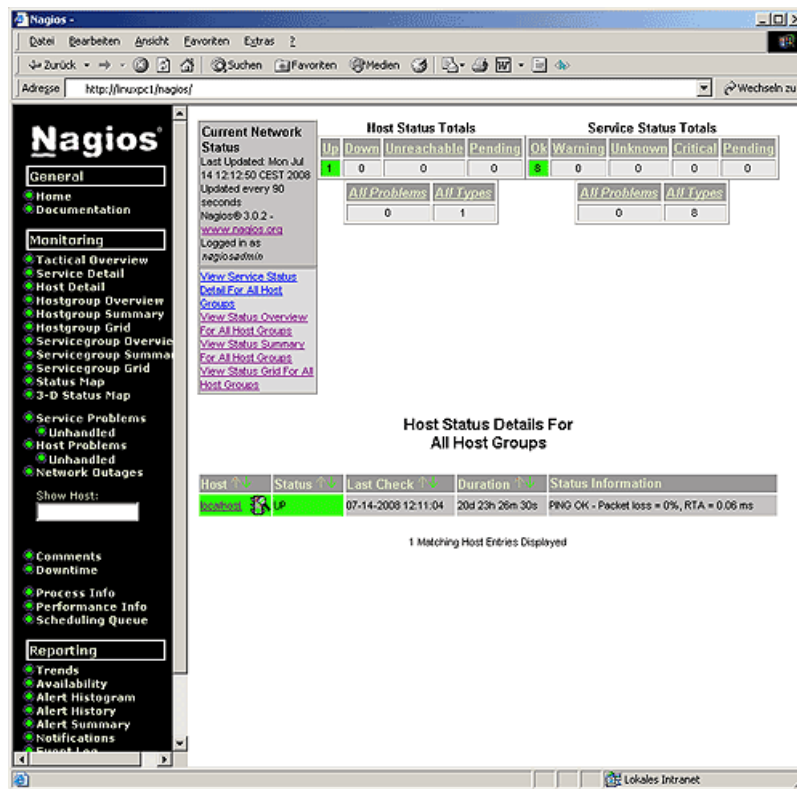 Nagios -
Datei Bearbeiten Ansicht Favoriten Extras ?
Zurück Suchen Favoriten Medien
Adresse http://linuxpc1/nagios/ Wechseln zu
Nagios®
General
Home
Documentation
Monitoring
Tactical Overview
Service Detail
Host Detail
Hostgroup Overview
Hostgroup Summary
Hostgroup Grid
Servicegroup Overvie
Servicegroup Summa
Servicegroup Grid
Status Map
3-D Status Map
Service Problems
Unhandled
Host Problems
Unhandled
Network Outages
Show Host:
Comments
Downtime
Process Info
Performance Info
Scheduling Queue
Reporting
Trends
Availability
Alert Histogram
Alert History
Alert Summary
Notifications
Event Log
Current Network
Status
Last Updated: Mon Jul
14 12:12:50 CEST 2008
Updated every 90
seconds
Nagios® 3.0.2 -
www.nagios.org
Logged in as
nagiosadmin
View Service Status
Detail For All Host
Groups
View Status Overview
For All Host Groups
View Status Summary
For All Host Groups
View Status Grid For All
Host Groups
Host Status Totals
Up Down Unreachable Pending
1 0 0 0
All Problems All Types
0 1
Service Status Totals
Ok Warning Unknown Critical Pending
8 0 0 0 0
All Problems All Types
0 8
Host Status Details For
All Host Groups
Host Status Last Check Duration Status Information
localhost UP 07-14-2008 12:11:04 20d 23h 26m 30s PING OK - Packet loss = 0%, RTA = 0.06 ms
1 Matching Host Entries Displayed
Lokales Intranet